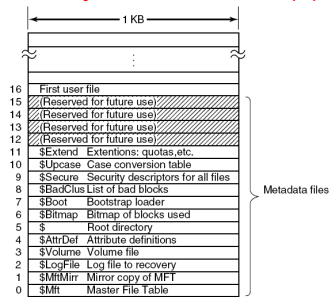 1 KB
16 First user file
15 (Reserved for future use)
14 (Reserved for future use)
13 (Reserved for future use)
12 (Reserved for future use)
11 $Extend Extentions: quotas,etc.
10 $Upcase Case conversion table
9 $Secure Security descriptors for all files
8 $BadClus List of bad blocks
7 $Boot Bootstrap loader
6 $Bitmap Bitmap of blocks used
5 $ Root directory
4 $AttrDef Attribute definitions
3 $Volume Volume file
2 $LogFile Log file to recovery
1 $MftMirr Mirror copy of MFT
0 $Mft Master File Table
Metadata files